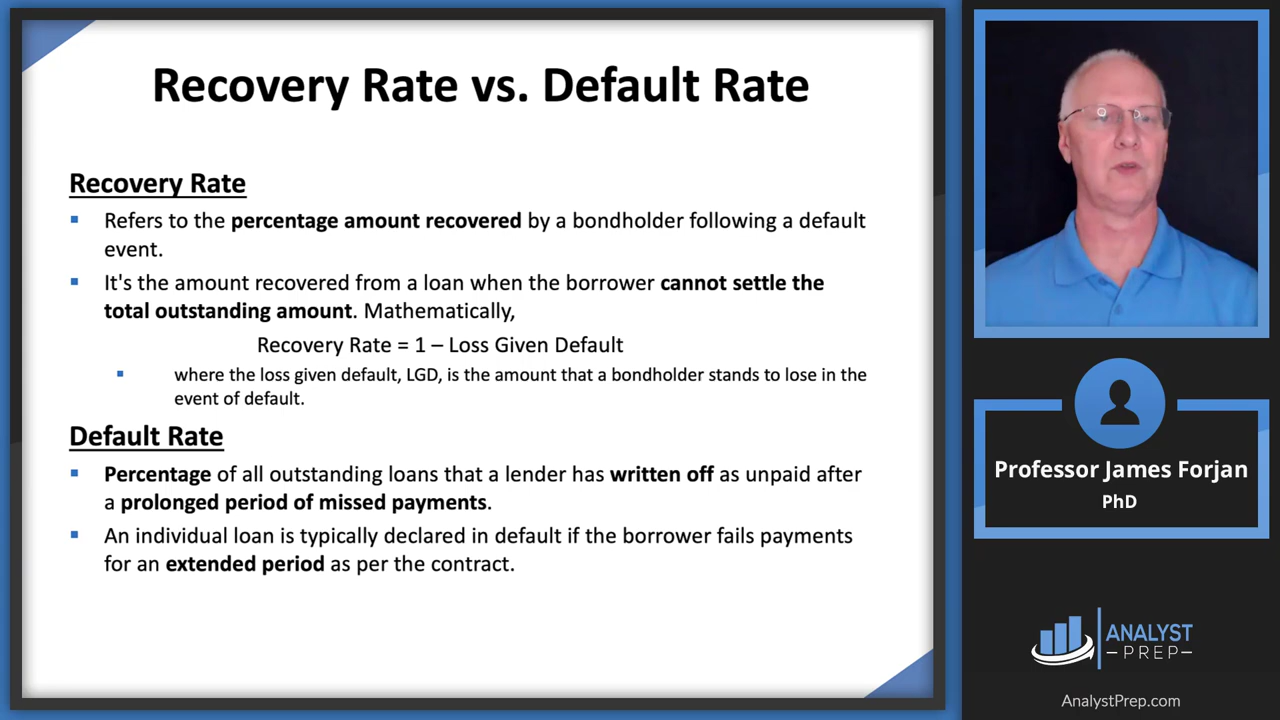 Recovery Rate vs. Default Rate
Recovery Rate
Refers to the percentage amount recovered by a bondholder following a default
event.
It's the amount recovered from a loan when the borrower cannot settle the
total outstanding amount. Mathematically,
Recovery Rate = 1 – Loss Given Default
where the loss given default, LGD, is the amount that a bondholder stands to lose in the
event of default.
Default Rate
Percentage of all outstanding loans that a lender has written off as unpaid after
a prolonged period of missed payments.
An individual loan is typically declared in default if the borrower fails payments
for an extended period as per the contract.
Professor James Forjan
PhD
ANALYST
–PREP–
AnalystPrep.com